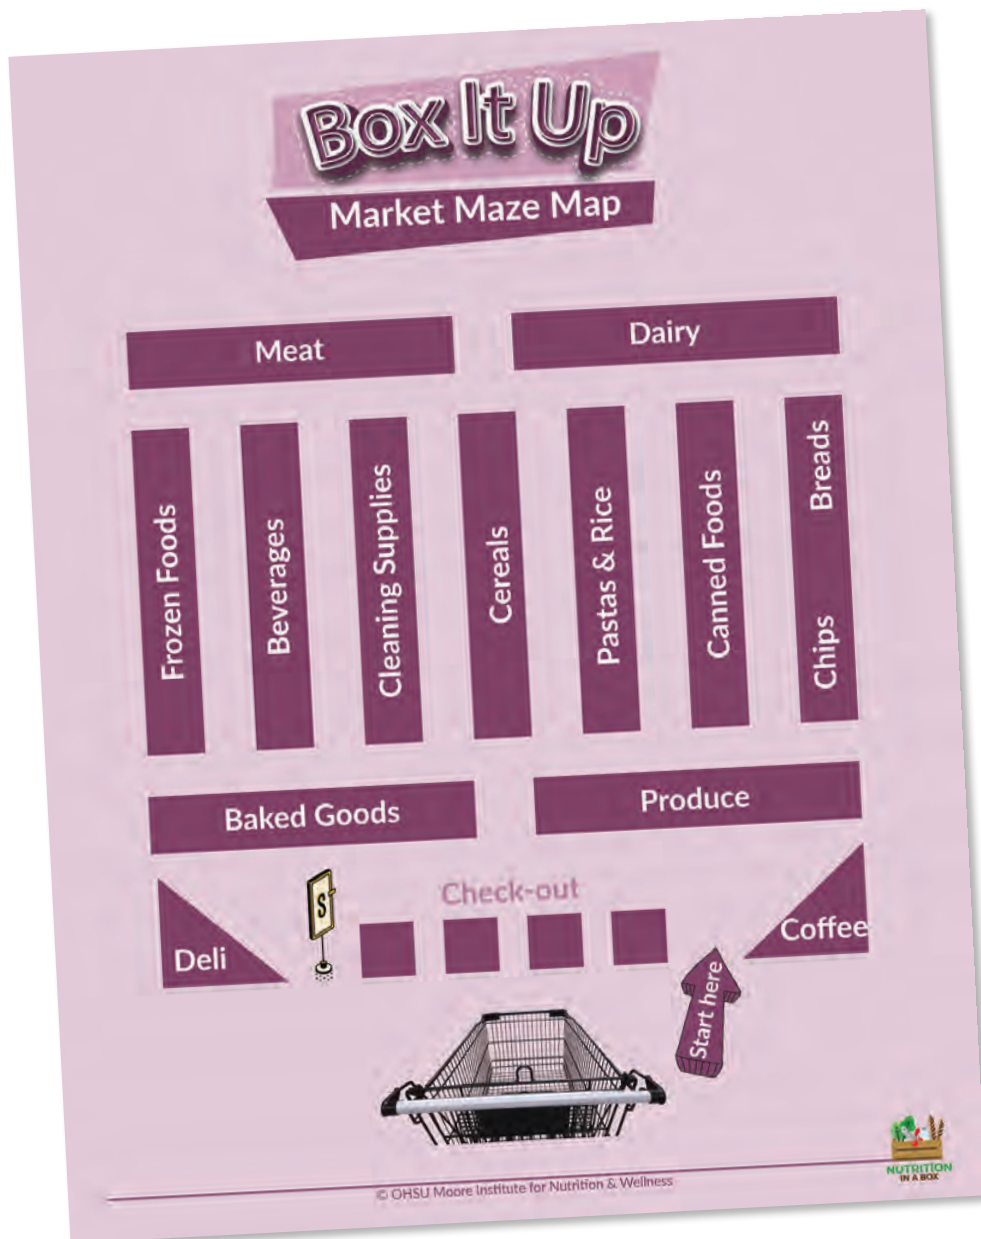 Box It Up
Market Maze Map
Meat
Dairy
Frozen Foods
Beverages
Cleaning Supplies
Cereals
Pastas & Rice
Canned Foods
Chips
Breads
Baked Goods
Produce
Deli
S
Check-out
Coffee
Start here
© OHSU Moore Institute for Nutrition & Wellness
NUTRITION
IN A BOX